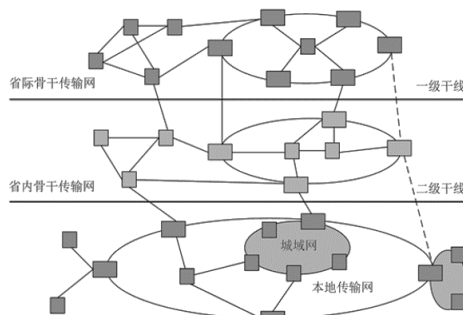 省际骨干传输网
一级干线
省内骨干传输网
二级干线
城域网
本地传输网